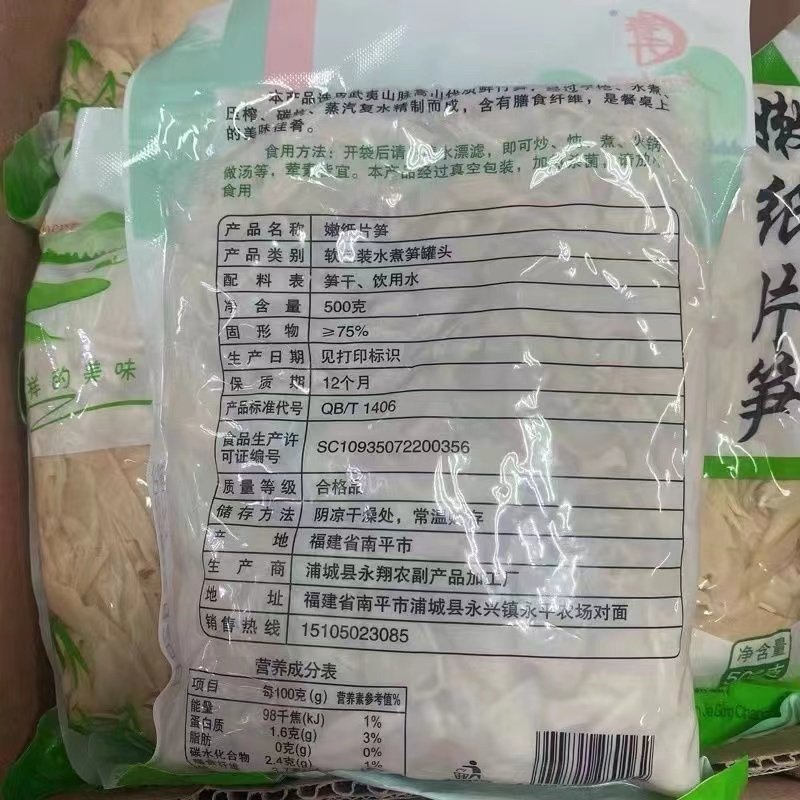 本产品
武夷山脉高山优质鲜竹笋
水煮、
压榨、
蒸汽复水精制而成，含有膳食纤维，是餐桌上
的美味佳肴。
食用方法：开袋后请
水漂滤，即可炒、炖、煮、火锅
做汤等，荤素皆宜。本产品经过真空包装，
食用
产品名称 嫩纸片笋
产品类别 软 装水煮笋罐头
配料表 笋干、饮用水
净含量 500克
固形物 ≥75%
生产日期 见打印标识
保质期 12个月
产品标准代号 QB/T 1406
食品生产许
可证编号 SC10935072200356
质量等级 合格品
储存方法 阴凉干燥处，常温 存
产地 福建省南平市
生产商 浦城县永翔农副产品加工厂
地址 福建省南平市浦城县永兴镇永平农场对面
销售热线 15105023085
营养成分表
项目 每100克(g) 营养素参考值%
能量 98千焦(kJ) 1%
蛋白质 1.6克(g) 3%
脂肪 0克(g) 0%
碳水化合物 2.4克(g) 1%
样的美味
嫩纸片笋
净含量